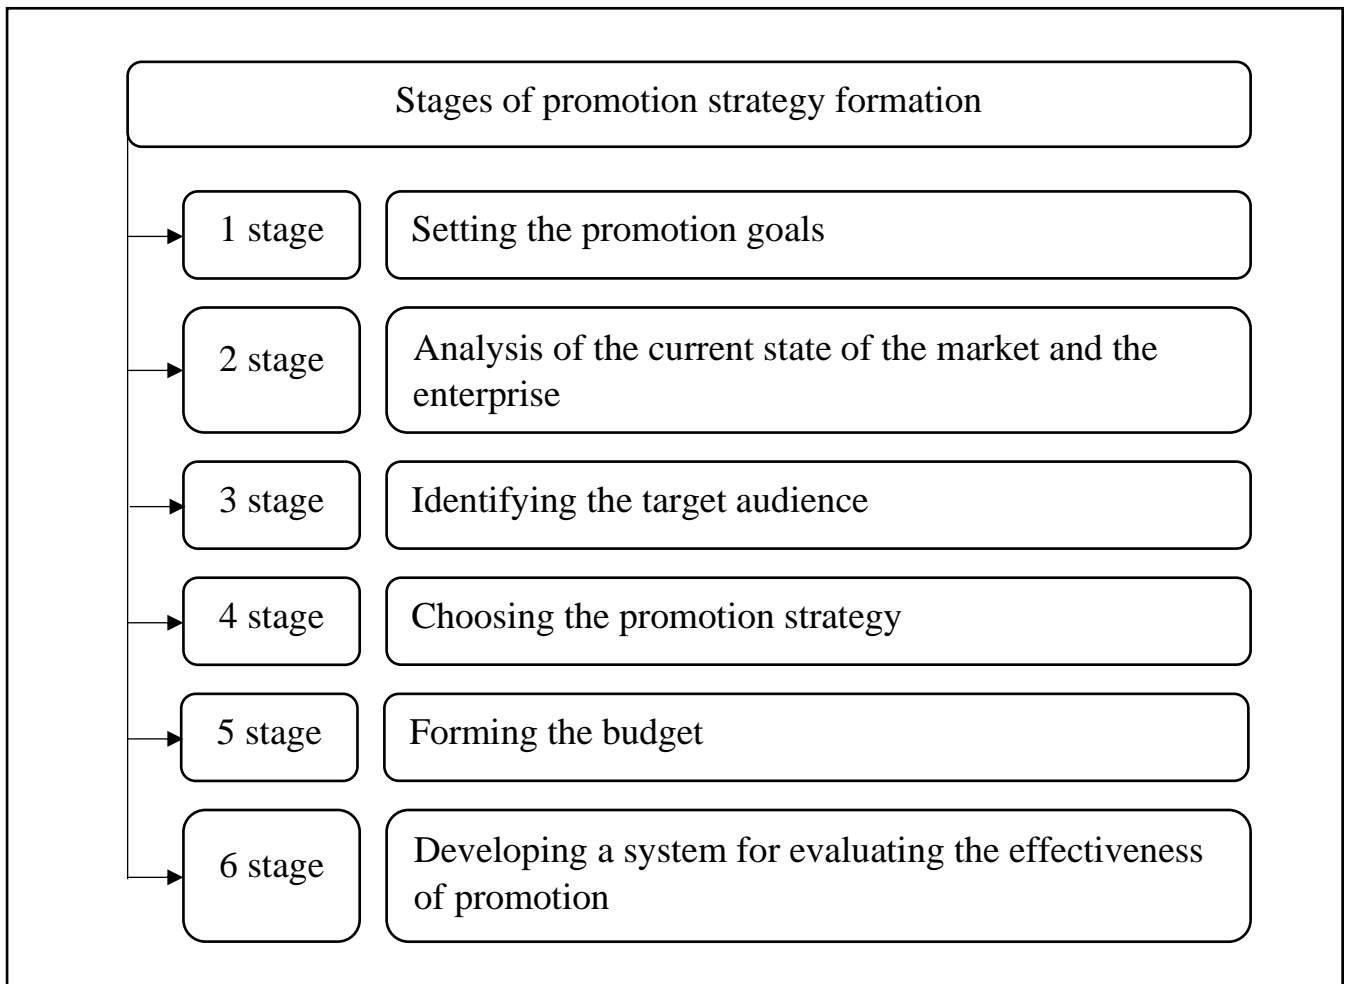 Stages of promotion strategy formation
1 stage
Setting the promotion goals
2 stage
Analysis of the current state of the market and the
enterprise
3 stage
Identifying the target audience
4 stage
Choosing the promotion strategy
5 stage
Forming the budget
6 stage
Developing a system for evaluating the effectiveness
of promotion